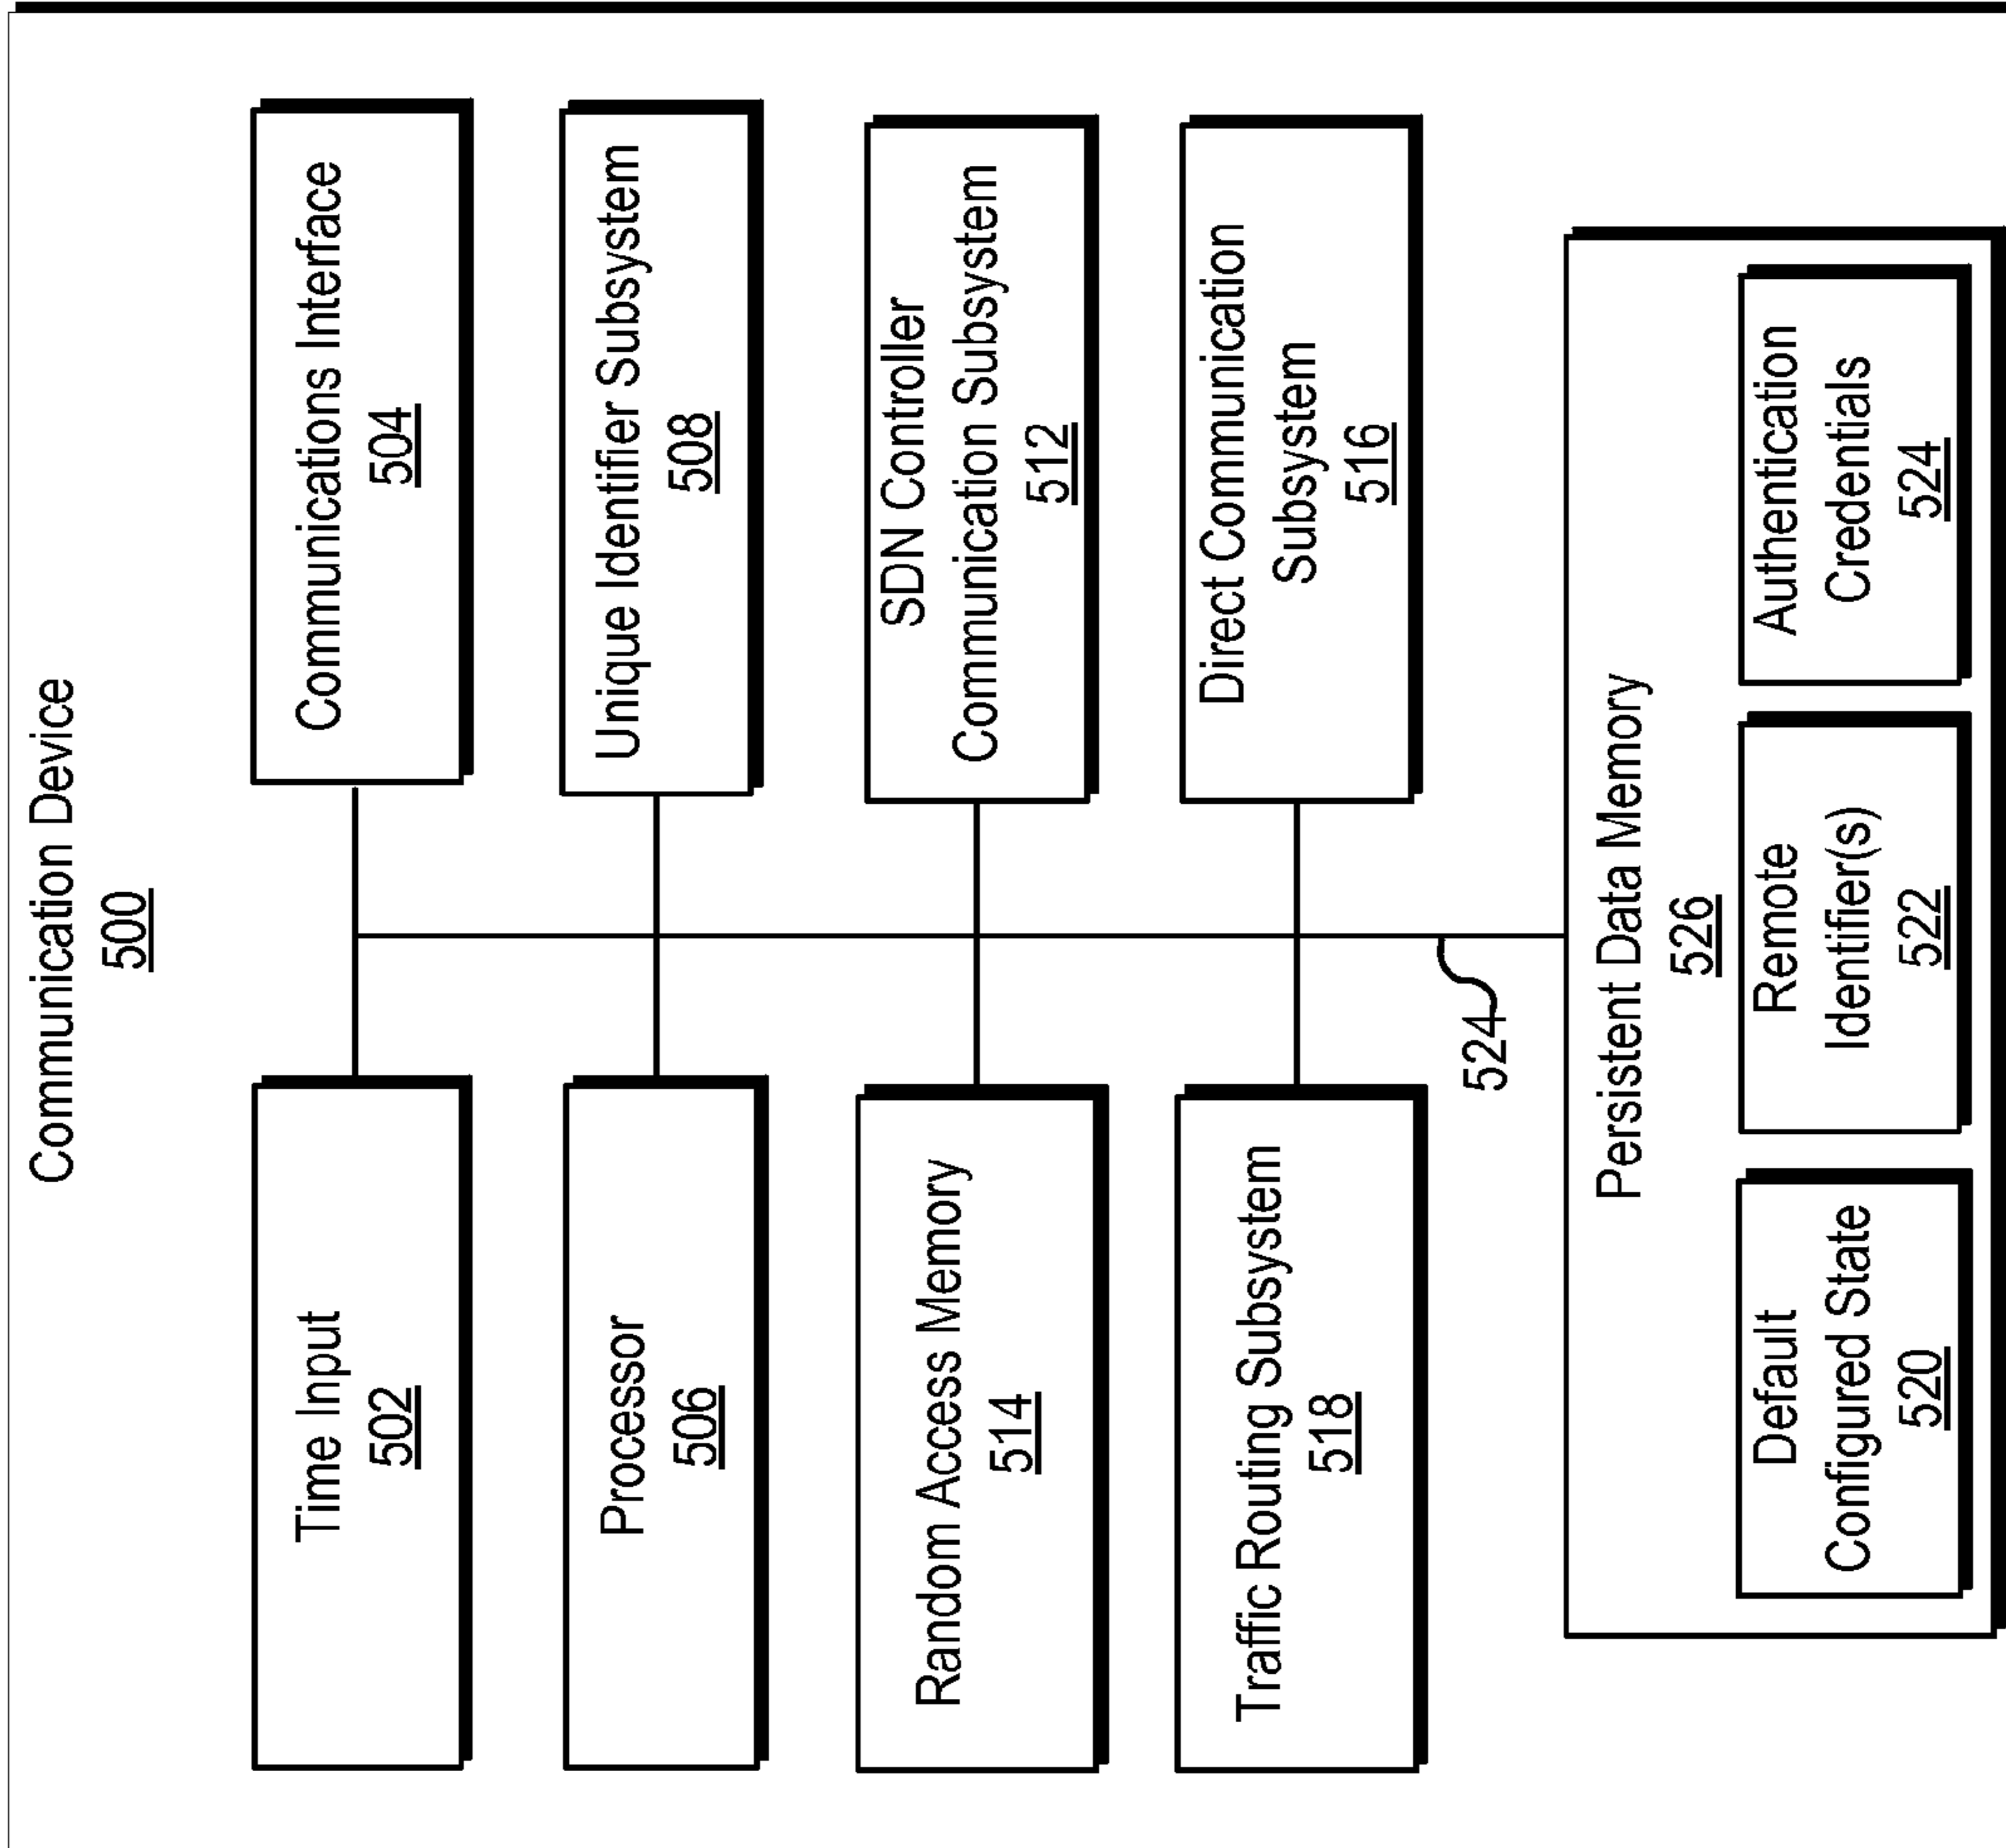 Communication Device
500
Time Input
502
Communications Interface
504
Processor
506
Unique Identifier Subsystem
508
Random Access Memory
514
SDN Controller
Communication Subsystem
512
Traffic Routing Subsystem
518
Direct Communication
Subsystem
516
524
Persistent Data Memory
526
Default
Configured State
520
Remote
Identifier(s)
522
Authentication
Credentials
524